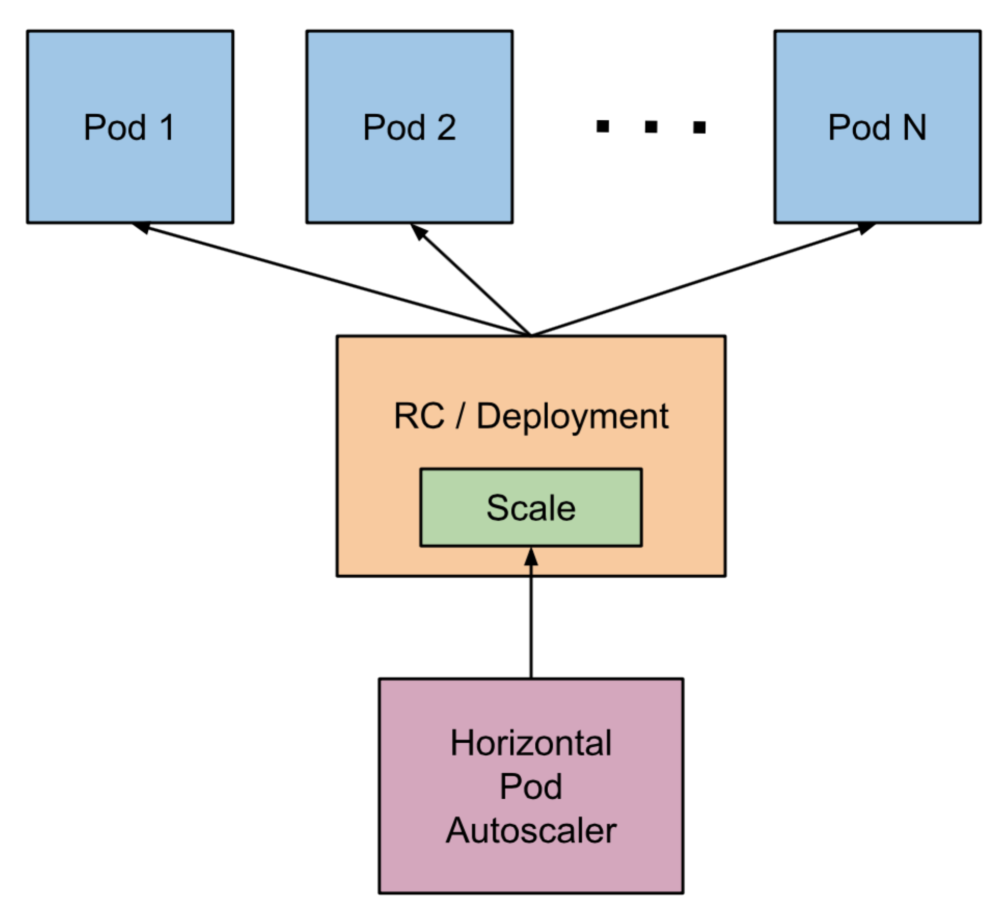 Pod 1
Pod 2
Pod N
RC / Deployment
Scale
Horizontal
Pod
Autoscaler